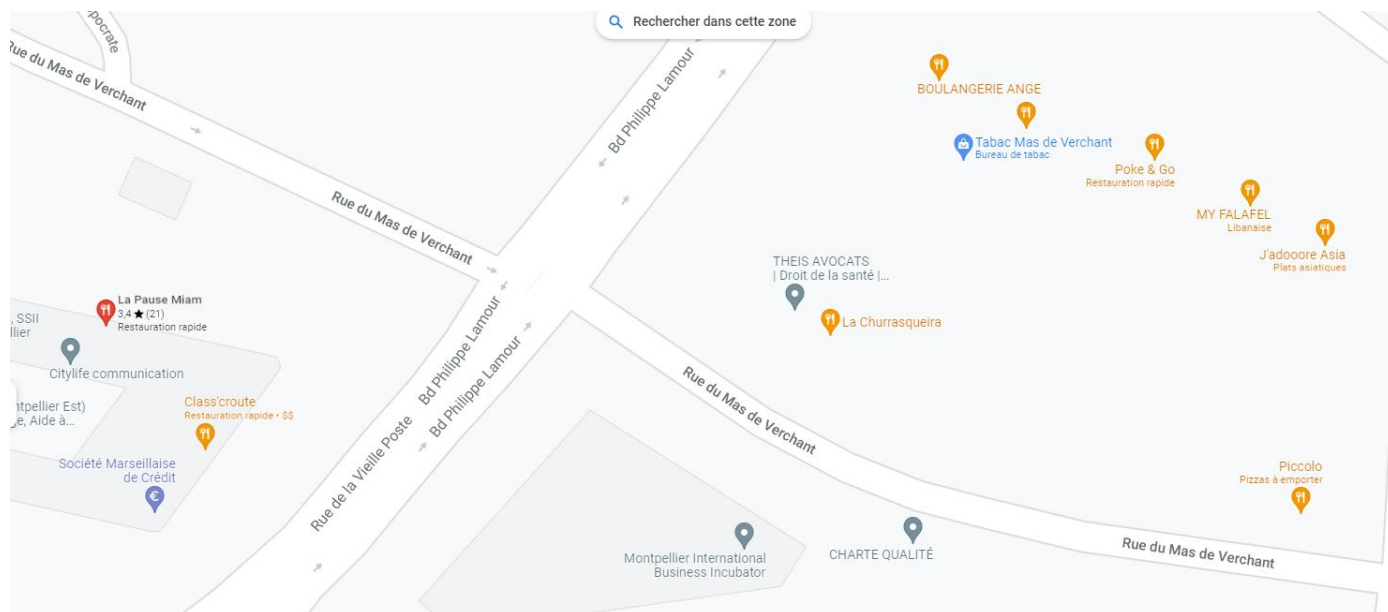 Rechercher dans cette zone
Rue du Mas de Verchant
Bd Philippe Lamour
BOULANGERIE ANGE
Tabac Mas de Verchant
Bureau de tabac
Poke & Go
Restauration rapide
MY FALAFEL
Libanaise
J'adooore Asia
Plats asiatiques
Rue du Mas de Verchant
THEIS AVOCATS
| Droit de la santé |...
La Churrasqueira
La Pause Miam
3,4 ★ (21)
Restauration rapide
, SSII
llier
Citylife communication
Bd Philippe Lamour
Bd Philippe Lamour
Rue du Mas de Verchant
Class'croute
Restauration rapide • $$
ntpellier Est)
e, Aide à...
Rue de la Vieille Poste
Société Marseillaise
de Crédit
Piccolo
Pizzas à emporter
Montpellier International
Business Incubator
CHARTE QUALITÉ
Rue du Mas de Verchant